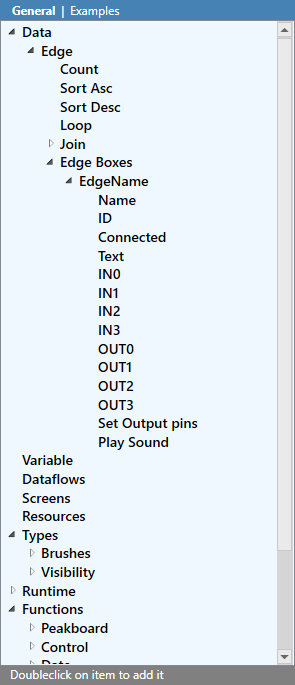 General | Examples
Data
Edge
Count
Sort Asc
Sort Desc
Loop
Join
Edge Boxes
EdgeName
Name
ID
Connected
Text
IN0
IN1
IN2
IN3
OUT0
OUT1
OUT2
OUT3
Set Output pins
Play Sound
Variable
Dataflows
Screens
Resources
Types
Brushes
Visibility
Runtime
Functions
Peakboard
Control
Doubleclick on item to add it